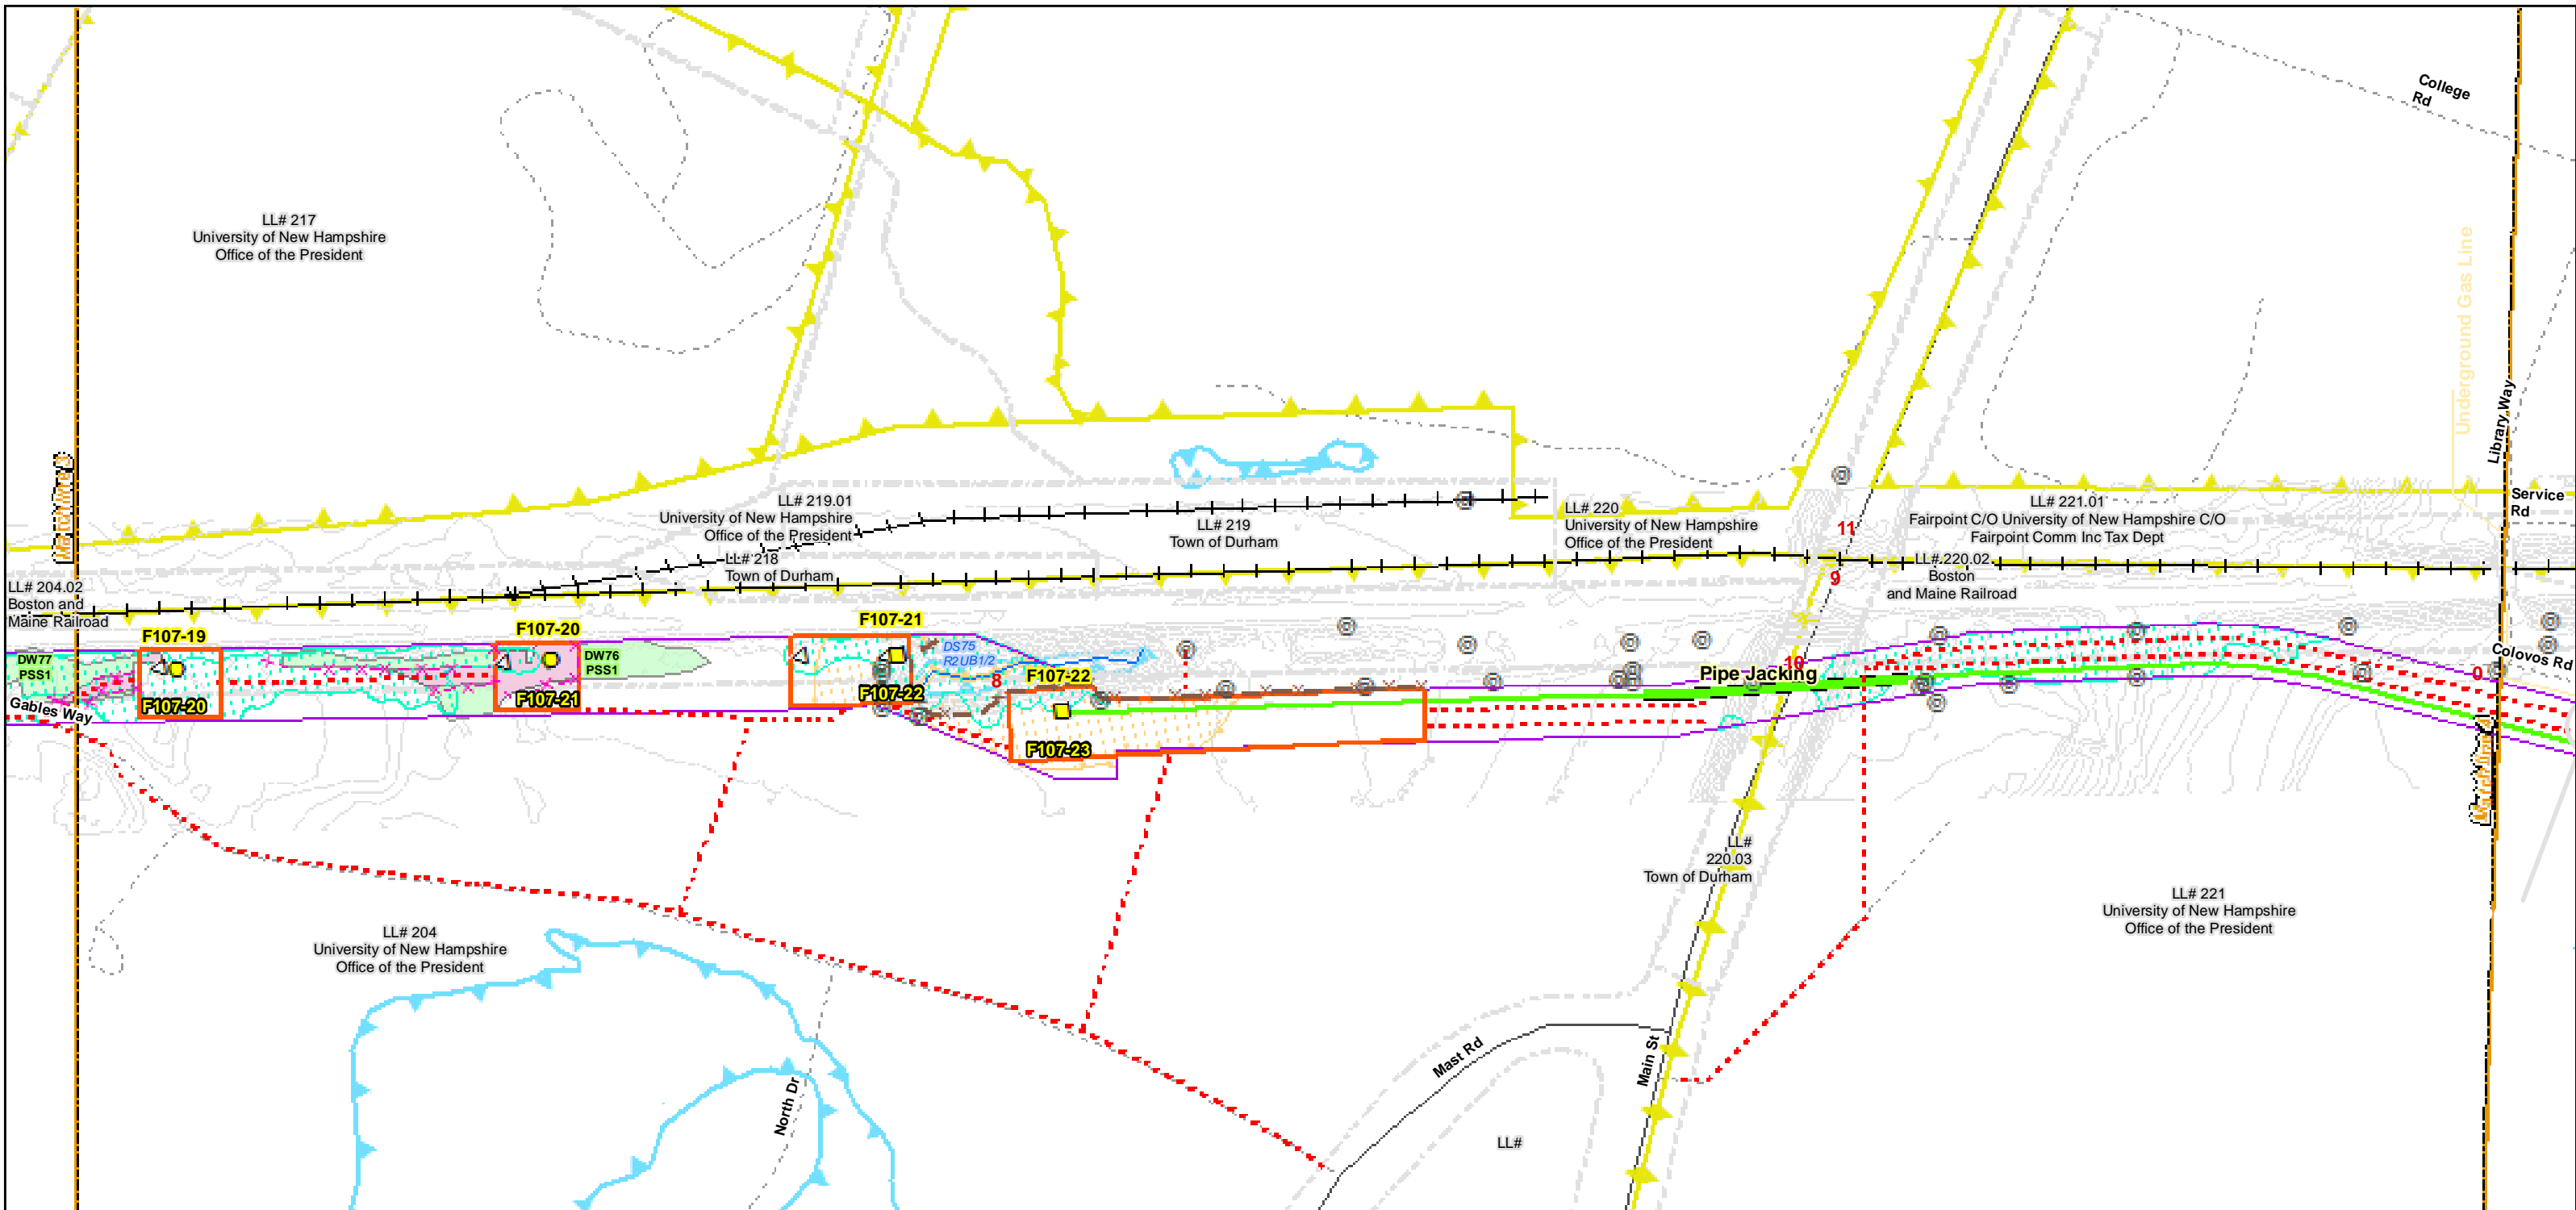 College
Rd
LL# 217
University of New Hampshire
Office of the President
Underground Gas Line
Library Way
LL# 219.01
University of New Hampshire
Office of the President
LL# 219
Town of Durham
LL# 220
University of New Hampshire
Office of the President
LL# 221.01
Fairpoint C/O University of New Hampshire C/O
Fairpoint Comm Inc Tax Dept
Service
Rd
11
LL# 218
Town of Durham
LL# 220.02
Boston
and Maine Railroad
9
LL# 204.02
Boston and
Maine Railroad
F107-19
F107-20
F107-21
DW77
PSS1
DW76
PSS1
DS75
R2UB1/2
F107-22
8
10
Pipe Jacking
Colovos Rd
0
F107-20
F107-21
F107-22
Gables Way
F107-23
LL#
220.03
Town of Durham
LL# 204
University of New Hampshire
Office of the President
LL# 221
University of New Hampshire
Office of the President
Mast Rd
Main St
North Dr
LL#